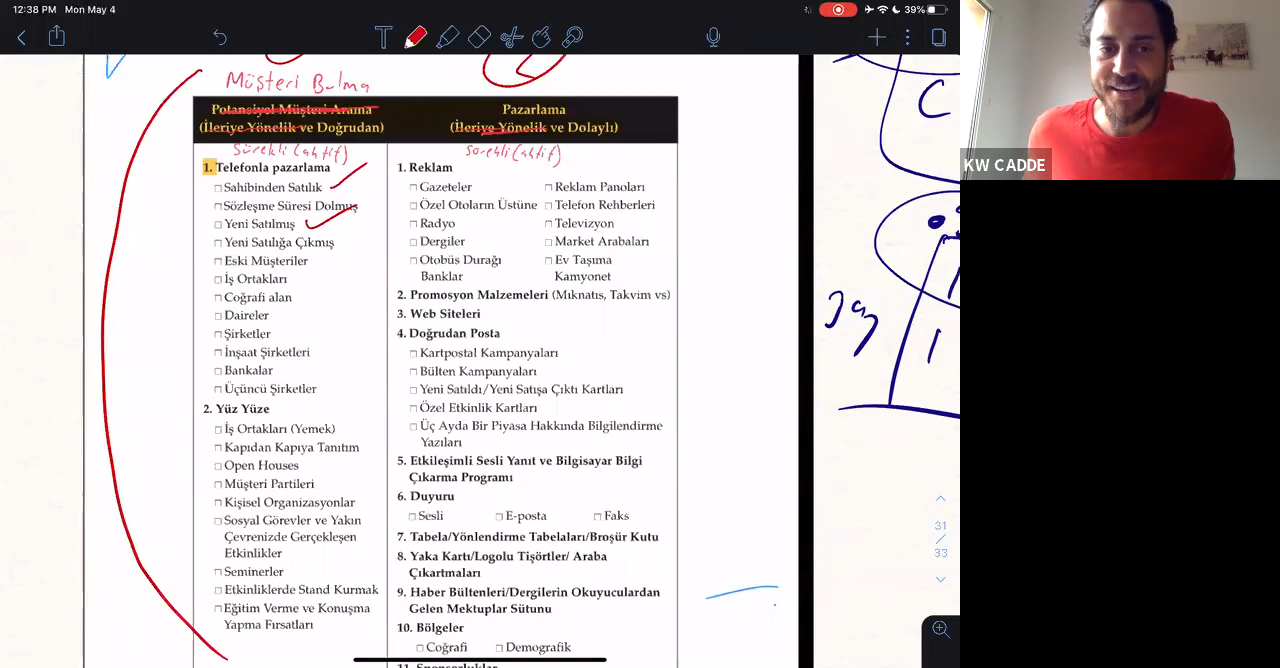 12:38 PM Mon May 4
39%
KW CADDE
Müşteri Bulma
Potansiyel Müşteri Arama
(İleriye Yönelik ve Doğrudan)
Sürekli (aktif)
1. Telefonla pazarlama
Sahibinden Satılık
Sözleşme Süresi Dolmuş
Yeni Satılmış
Yeni Satılığa Çıkmış
Eski Müşteriler
İş Ortakları
Coğrafi alan
Daireler
Şirketler
İnşaat Şirketleri
Bankalar
Üçüncü Şirketler
2. Yüz Yüze
İş Ortakları (Yemek)
Kapıdan Kapıya Tanıtım
Open Houses
Müşteri Partileri
Kişisel Organizasyonlar
Sosyal Görevler ve Yakın
Çevrenizde Gerçekleşen
Etkinlikler
Seminerler
Etkinliklerde Stand Kurmak
Eğitim Verme ve Konuşma
Yapma Fırsatları
Pazarlama
(İleriye Yönelik ve Dolaylı)
Sürekli (aktif)
1. Reklam
Gazeteler
Reklam Panoları
Özel Otoların Üstüne
Telefon Rehberleri
Radyo
Televizyon
Dergiler
Market Arabaları
Otobüs Durağı
Banklar
Ev Taşıma
Kamyonet
2. Promosyon Malzemeleri (Mıknatıs, Takvim vs)
3. Web Siteleri
4. Doğrudan Posta
Kartpostal Kampanyaları
Bülten Kampanyaları
Yeni Satıldı/Yeni Satışa Çıktı Kartları
Özel Etkinlik Kartları
Üç Ayda Bir Piyasa Hakkında Bilgilendirme
Yazıları
5. Etkileşimli Sesli Yanıt ve Bilgisayar Bilgi
Çıkarma Programı
6. Duyuru
Sesli
E-posta
Faks
7. Tabela/Yönlendirme Tabelaları/Broşür Kutu
8. Yaka Kartı/Logolu Tişörtler/ Araba
Çıkartmaları
9. Haber Bültenleri/Dergilerin Okuyuculardan
Gelen Mektuplar Sütunu
10. Bölgeler
Coğrafi
Demografik
11. Sponsorluklar
C
31
/
33